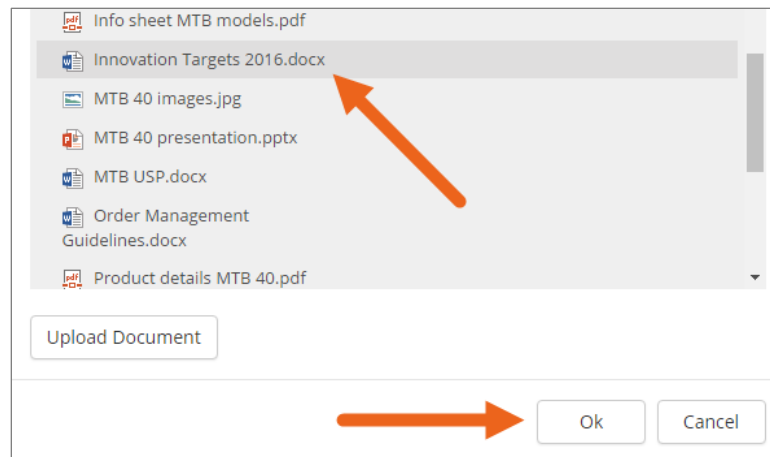 Info sheet MTB models.pdf
Innovation Targets 2016.docx
MTB 40 images.jpg
MTB 40 presentation.pptx
MTB USP.docx
Order Management
Guidelines.docx
Product details MTB 40.pdf
Upload Document
Ok Cancel